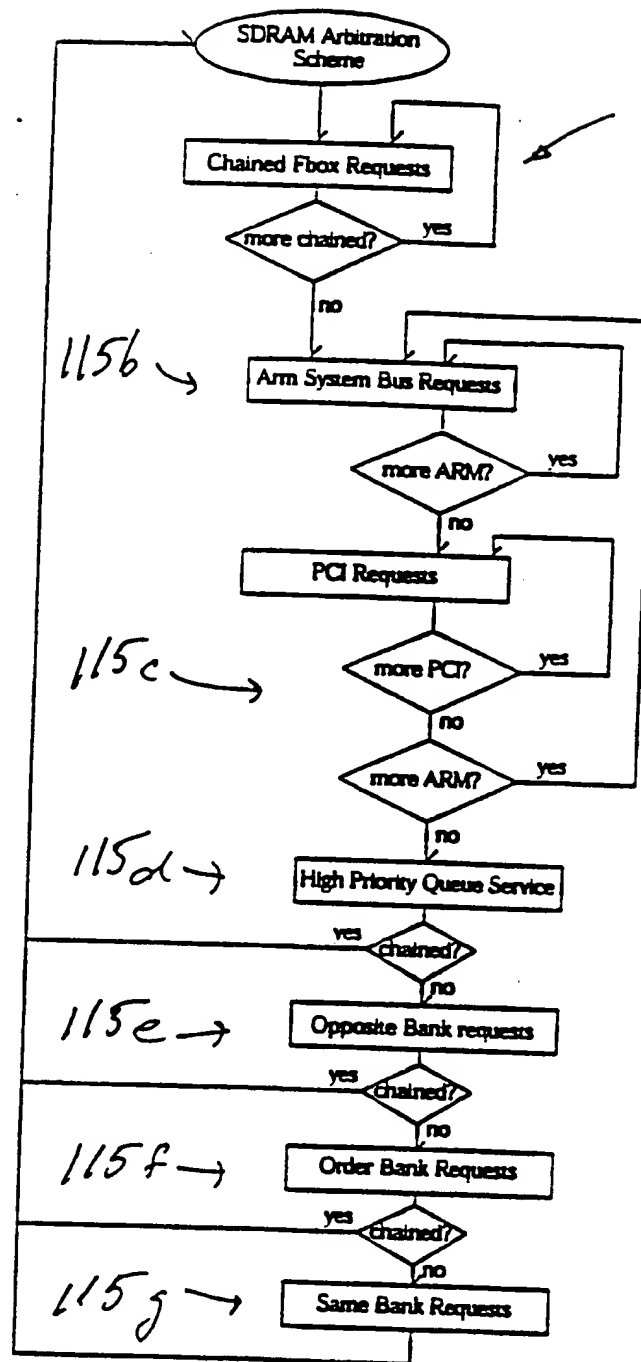 SDRAM Arbitration
Scheme
Chained Fbox Requests
more chained?
yes
no
115b
Arm System Bus Requests
more ARM?
yes
no
PCI Requests
115c
more PCI?
yes
no
more ARM?
yes
no
115d
High Priority Queue Service
yes
chained?
no
115e
Opposite Bank requests
yes
chained?
no
115f
Order Bank Requests
yes
chained?
no
115g
Same Bank Requests